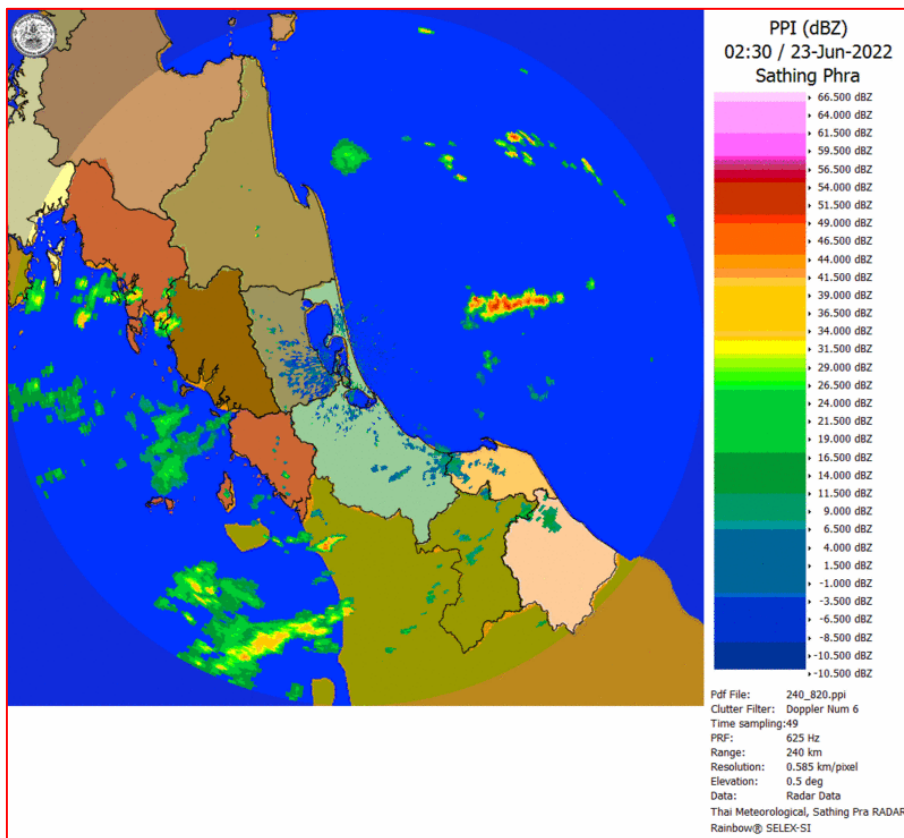 PPI (dBZ)
02:30 / 23-Jun-2022
Sathing Phra
66.500 dBZ
64.000 dBZ
61.500 dBZ
59.500 dBZ
56.500 dBZ
54.000 dBZ
51.500 dBZ
49.000 dBZ
46.500 dBZ
44.000 dBZ
41.500 dBZ
39.000 dBZ
36.500 dBZ
34.000 dBZ
31.500 dBZ
29.000 dBZ
26.500 dBZ
24.000 dBZ
21.500 dBZ
19.000 dBZ
16.500 dBZ
14.000 dBZ
11.500 dBZ
9.000 dBZ
6.500 dBZ
4.000 dBZ
1.500 dBZ
-1.000 dBZ
-3.500 dBZ
-8.500 dBZ
-10.500 dBZ
-10.500 dBZ
Pdf File: 240_820.ppi
Clutter Filter: Doppler Num 6
Time sampling:49
PRF: 625 Hz
Range: 240 km
Resolution: 0.585 km/pixel
Elevation: 0.5 deg
Data: Radar Data
Thai Meteorological, Sathing Pra RADAR
Rainbow® SELEX-SI